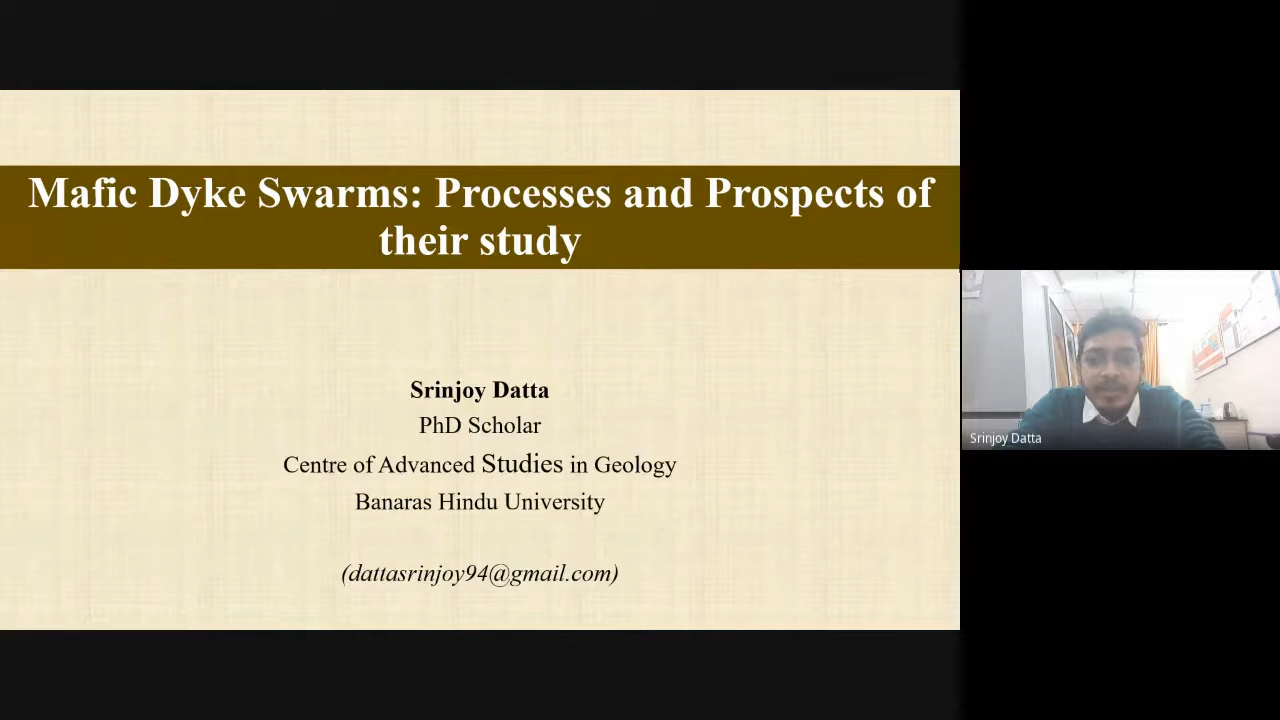 Mafic Dyke Swarms: Processes and Prospects of
their study
Srinjoy Datta
PhD Scholar
Centre of Advanced Studies in Geology
Banaras Hindu University
(dattasrinjoy94@gmail.com)
Srinjoy Datta